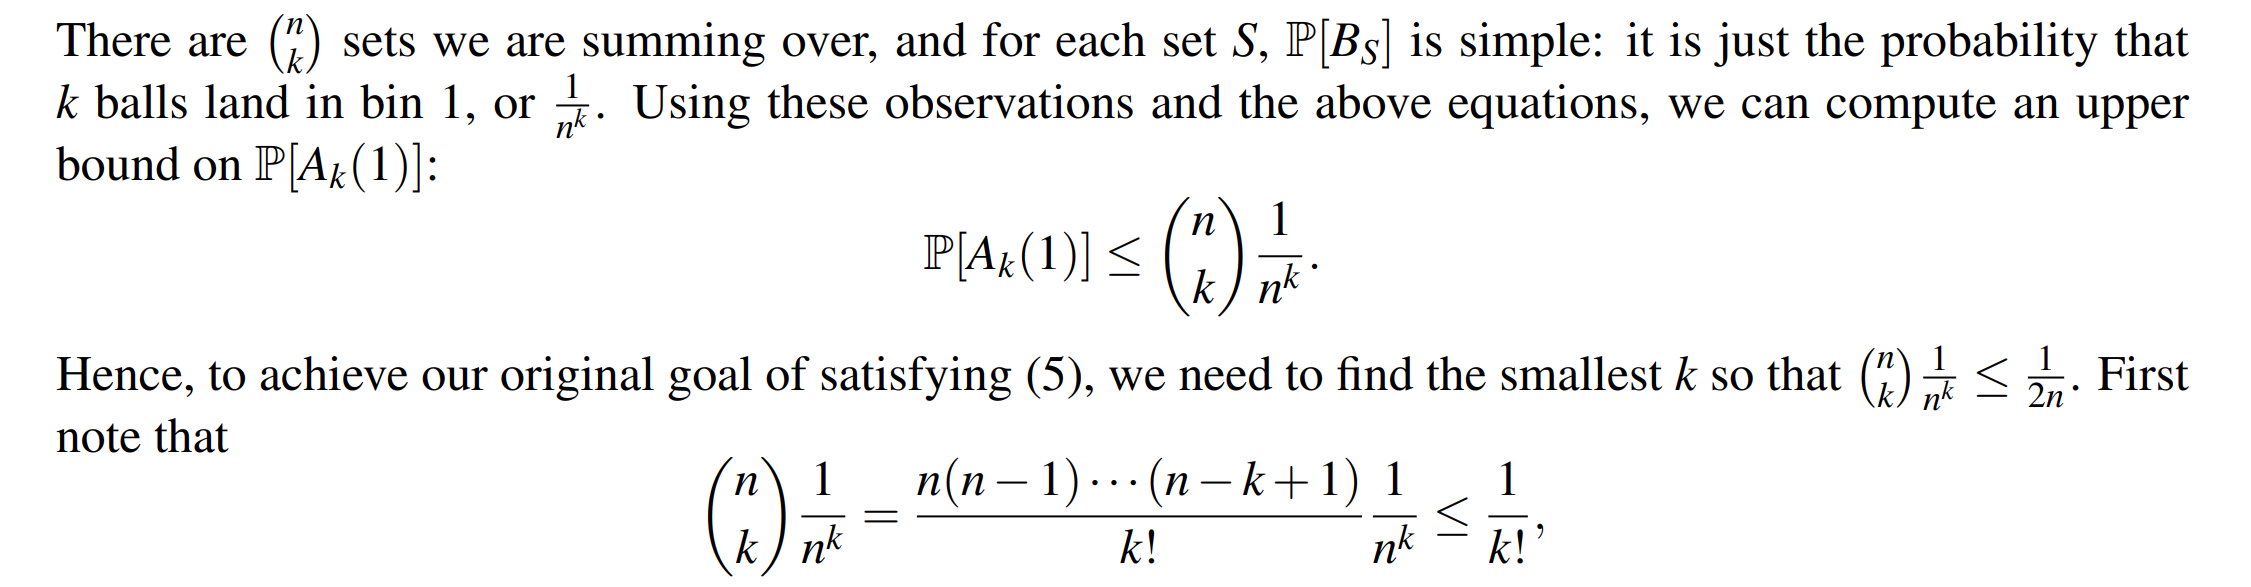 There are $\binom{n}{k}$ sets we are summing over, and for each set $S$, $\mathbb{P}[B_S]$ is simple: it is just the probability that
$k$ balls land in bin 1, or $\frac{1}{n^k}$. Using these observations and the above equations, we can compute an upper
bound on $\mathbb{P}[A_k(1)]$:
$\mathbb{P}[A_k(1)] \leq \binom{n}{k} \frac{1}{n^k}.$
Hence, to achieve our original goal of satisfying (5), we need to find the smallest $k$ so that $\binom{n}{k} \frac{1}{n^k} \leq \frac{1}{2n}$. First
note that
$\binom{n}{k} \frac{1}{n^k} = \frac{n(n-1)\cdots(n-k+1)}{k!} \frac{1}{n^k} \leq \frac{1}{k!},$